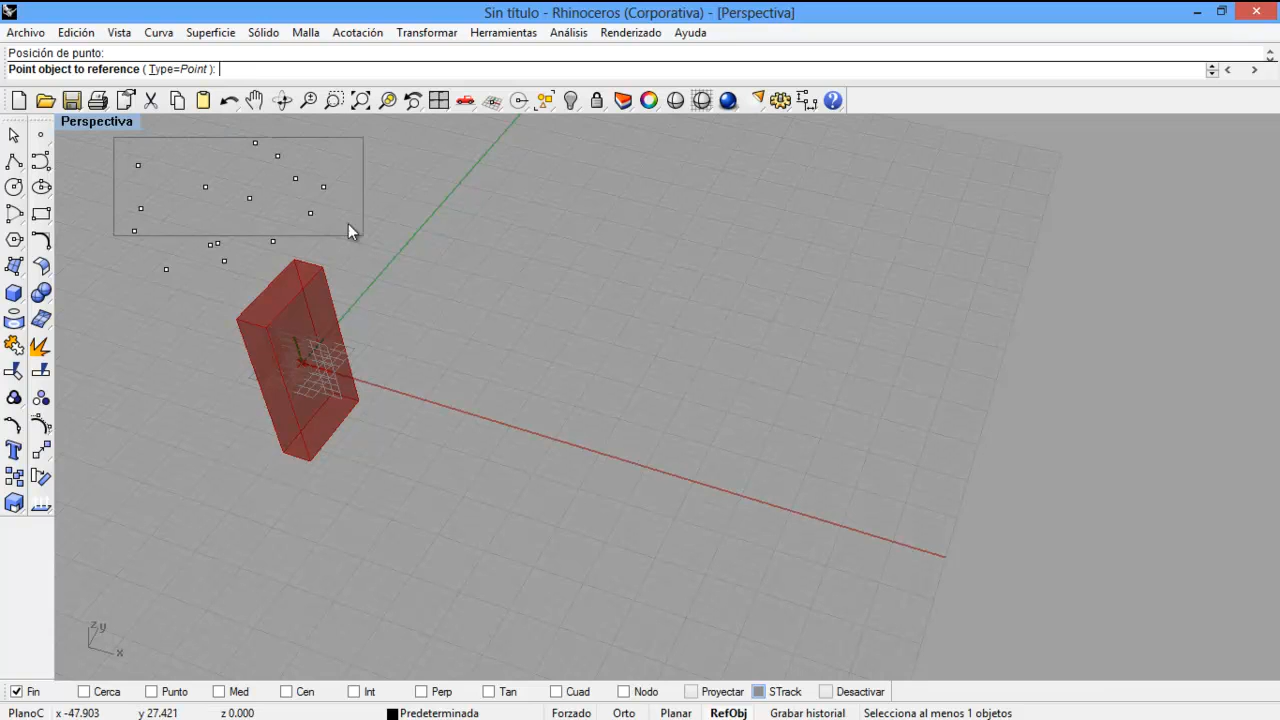 Sin título - Rhinoceros (Corporativa) - [Perspectiva]
Archivo Edición Vista Curva Superficie Sólido Malla Acotación Transformar Herramientas Análisis Renderizado Ayuda
Posición de punto:
Point object to reference ( Type=Point ):
Perspectiva
z y
x
Fin Cerca Punto Med Cen Int Perp Tan Cuad Nodo Proyectar STrack Desactivar
PlanoC x -47.903 y 27.421 z 0.000 Predeterminada Forzado Orto Planar RefObj Grabar historial Selecciona al menos 1 objetos